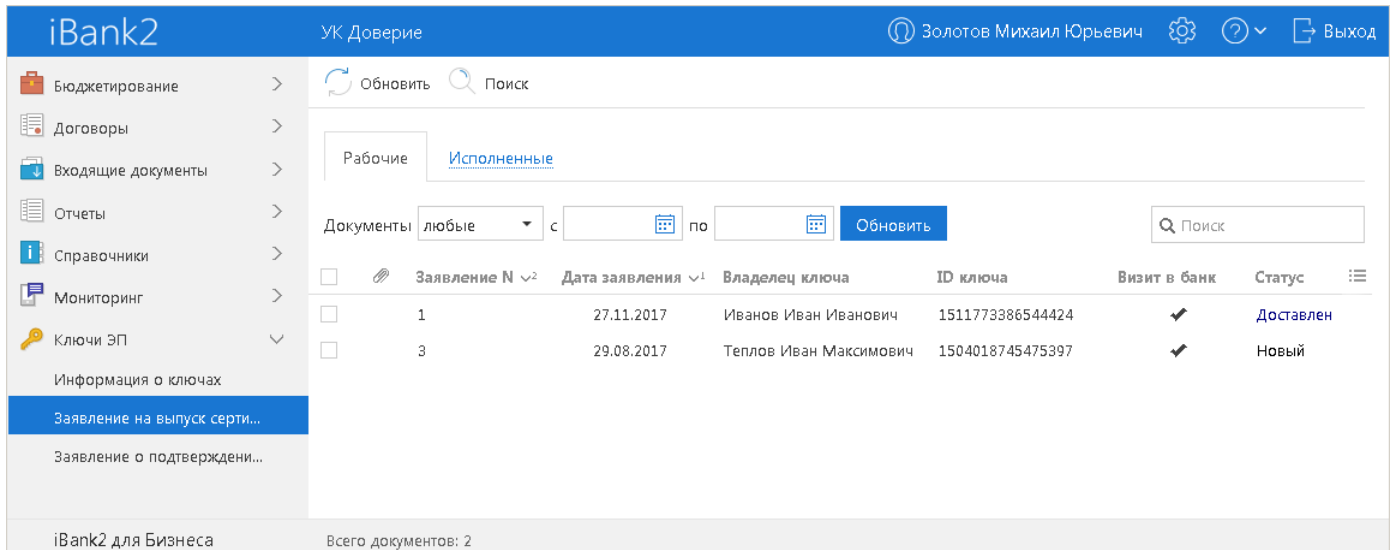 iBank2 УК Доверие Золотов Михаил Юрьевич Выход
Бюджетирование
Договоры
Входящие документы
Отчеты
Справочники
Мониторинг
Ключи ЭП
Информация о ключах
Заявление на выпуск серти...
Заявление о подтверждени...
iBank2 для Бизнеса
Обновить Поиск
Рабочие Исполненные
Документы любые с по Обновить Поиск
Заявление N 2 Дата заявления 1 Владелец ключа ID ключа Визит в банк Статус
1 27.11.2017 Иванов Иван Иванович 1511773386544424 Доставлен
3 29.08.2017 Теплов Иван Максимович 1504018745475397 Новый
Всего документов: 2